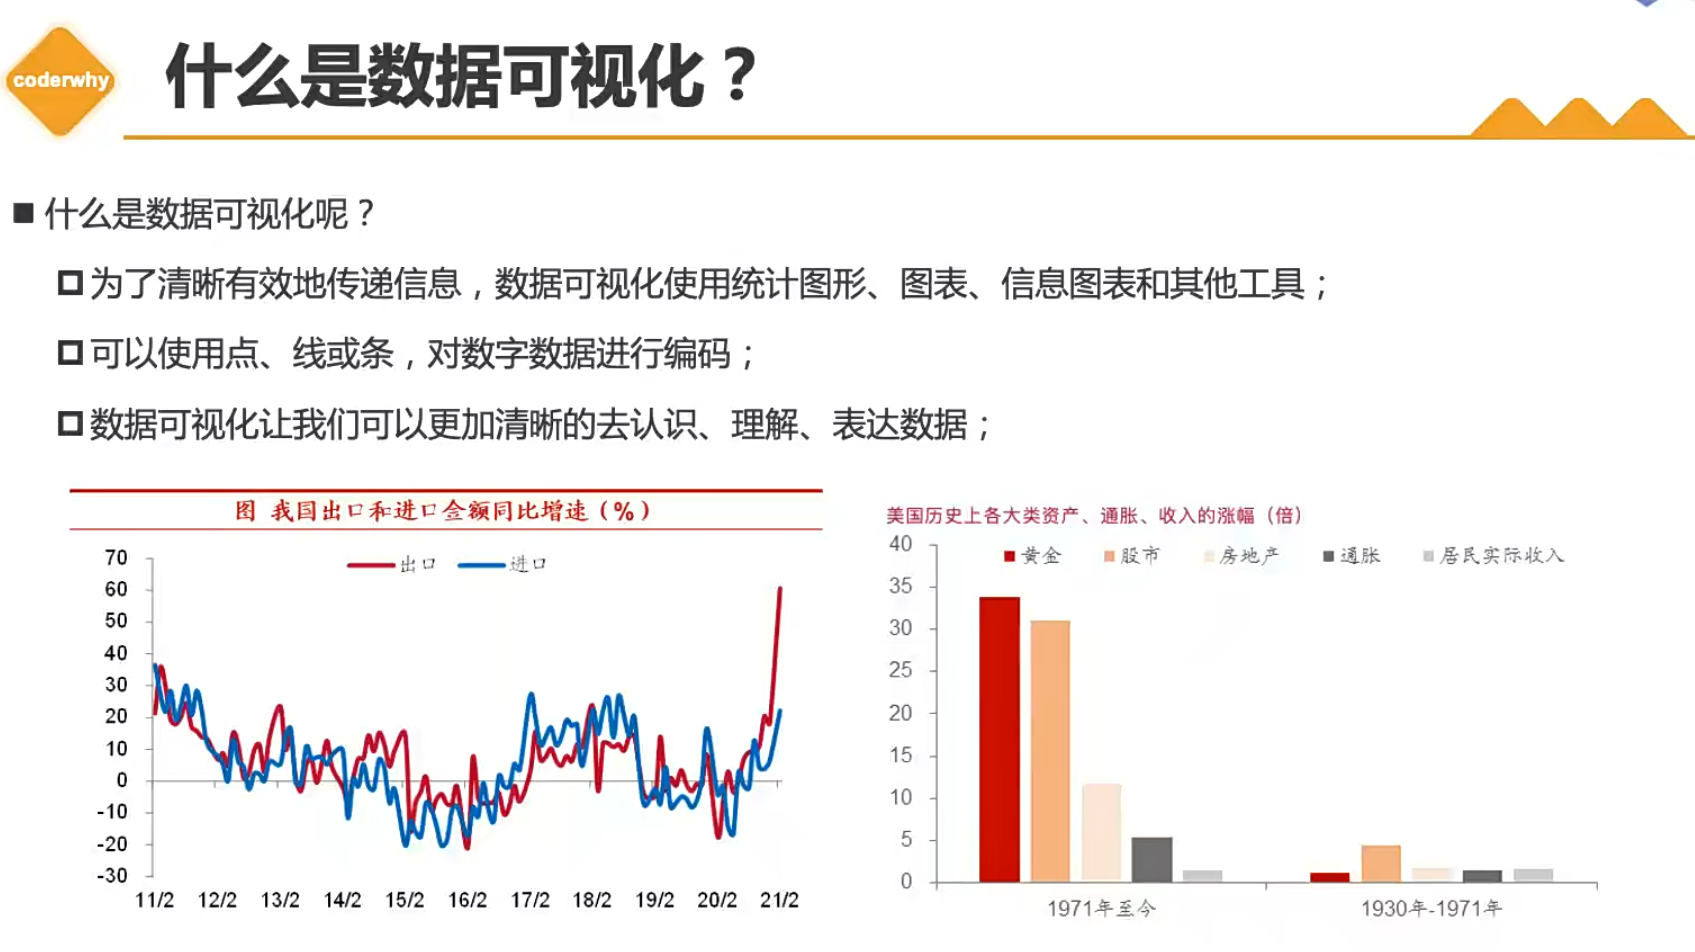 coderwhy
什么是数据可视化？
什么是数据可视化呢？
为了清晰有效地传递信息，数据可视化使用统计图形、图表、信息图表和其他工具；
可以使用点、线或条，对数字数据进行编码；
数据可视化让我们可以更加清晰的去认识、理解、表达数据；
图 我国出口和进口金额同比增速（%）
出口 进口
70
60
50
40
30
20
10
0
-10
-20
-30
11/2 12/2 13/2 14/2 15/2 16/2 17/2 18/2 19/2 20/2 21/2
美国历史上各大类资产、通胀、收入的涨幅（倍）
黄金 股市 房地产 通胀 居民实际收入
40
35
30
25
20
15
10
5
0
1971年至今 1930年-1971年